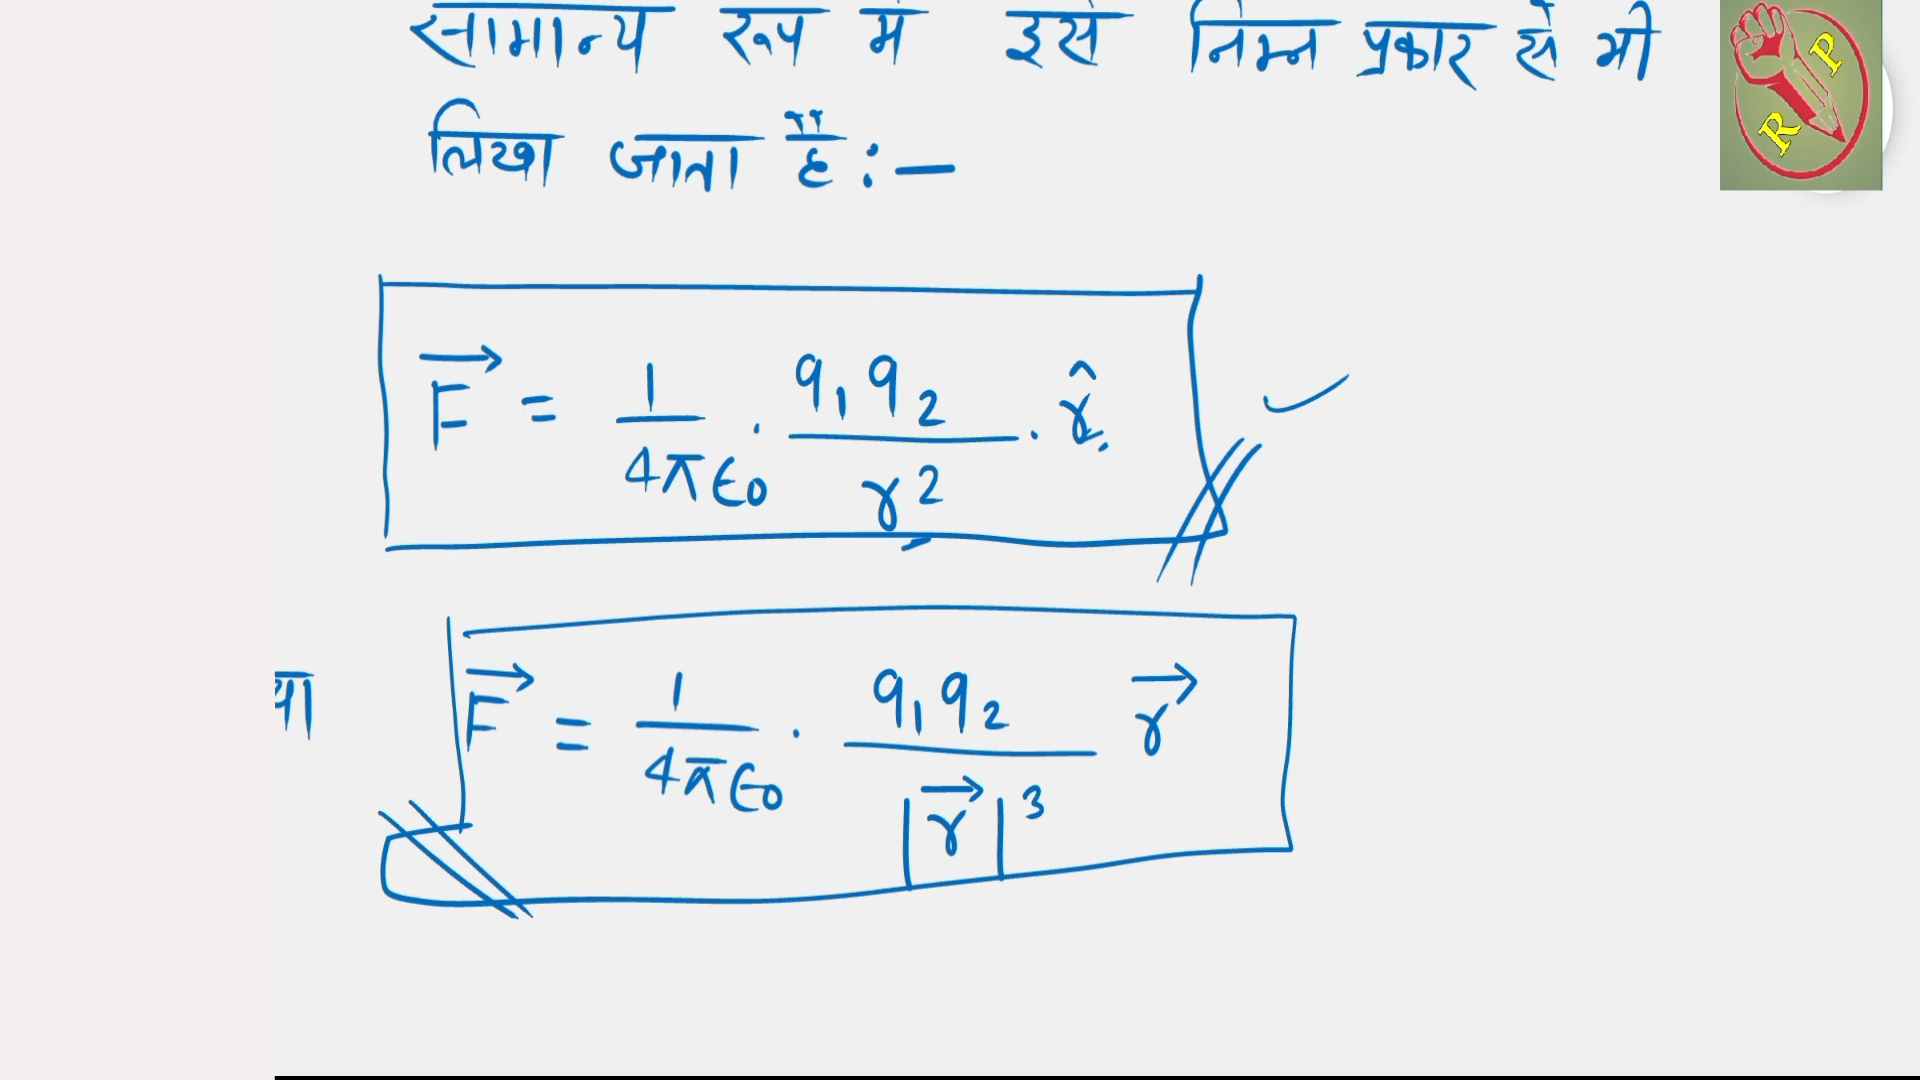 सामान्य रूप में इसे निम्न प्रकार से भी
लिखा जाता है :-
R P
F⃗ = 1/4πϵ₀ · q₁q₂/r² · r̂
या F⃗ = 1/4πϵ₀ · q₁q₂/|r⃗|³ r⃗